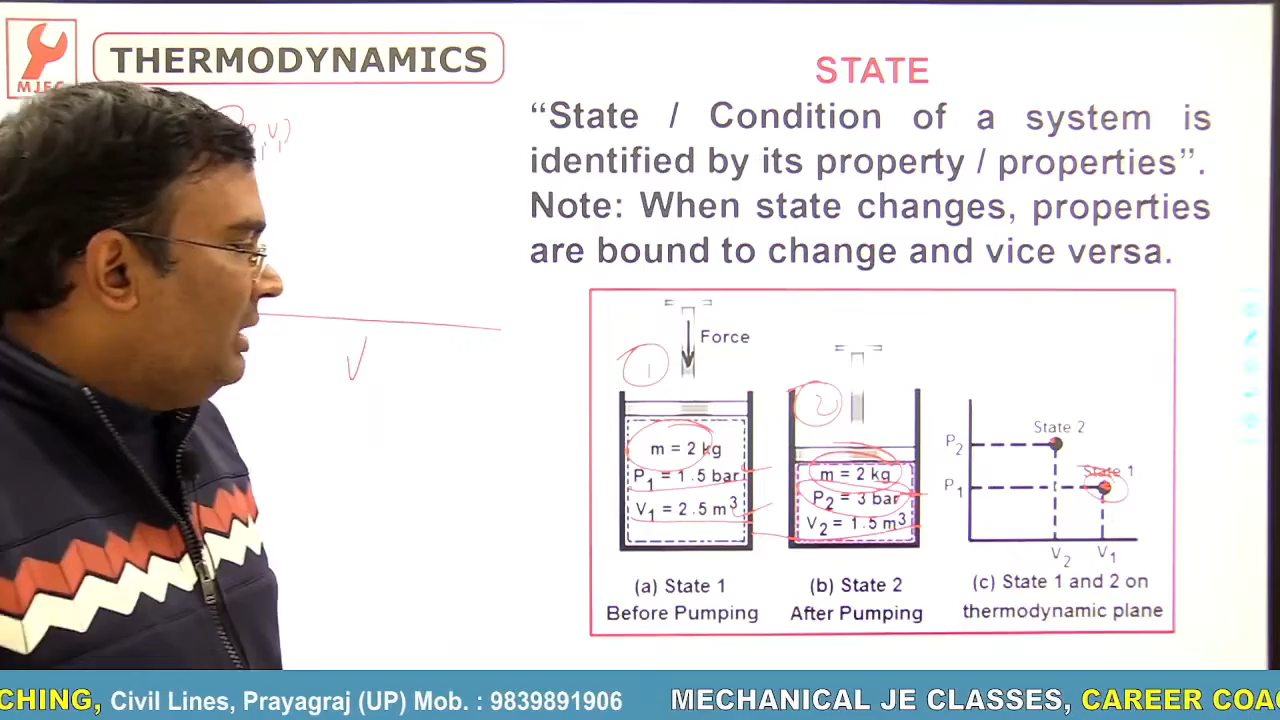 MJEC
THERMODYNAMICS
STATE
“State / Condition of a system is
identified by its property / properties”.
Note: When state changes, properties
are bound to change and vice versa.
V)
V
Force
1
m = 2 kg
P1 = 1.5 bar
V1 = 2.5 m3
(a) State 1
Before Pumping
2
m = 2 kg
P2 = 3 bar
V2 = 1.5 m3
(b) State 2
After Pumping
State 2
P2
State 1
P1
V2 V1
(c) State 1 and 2 on
thermodynamic plane
CHING, Civil Lines, Prayagraj (UP) Mob. : 9839891906 MECHANICAL JE CLASSES, CAREER COA